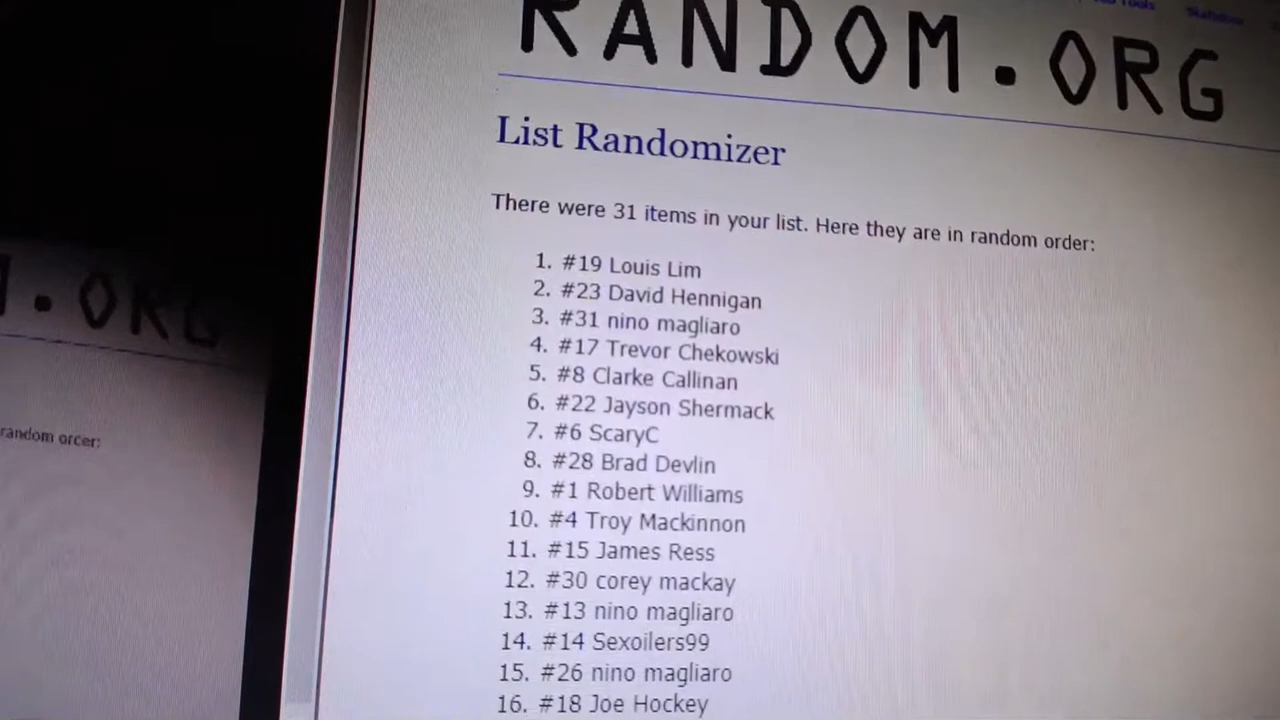 RANDOM.ORG
Tools Statistics
List Randomizer
There were 31 items in your list. Here they are in random order:
1. #19 Louis Lim
2. #23 David Hennigan
3. #31 nino magliaro
4. #17 Trevor Chekowski
5. #8 Clarke Callinan
6. #22 Jayson Shermack
7. #6 ScaryC
8. #28 Brad Devlin
9. #1 Robert Williams
10. #4 Troy Mackinnon
11. #15 James Ress
12. #30 corey mackay
13. #13 nino magliaro
14. #14 Sexoilers99
15. #26 nino magliaro
16. #18 Joe Hockey
.ORG
random order: